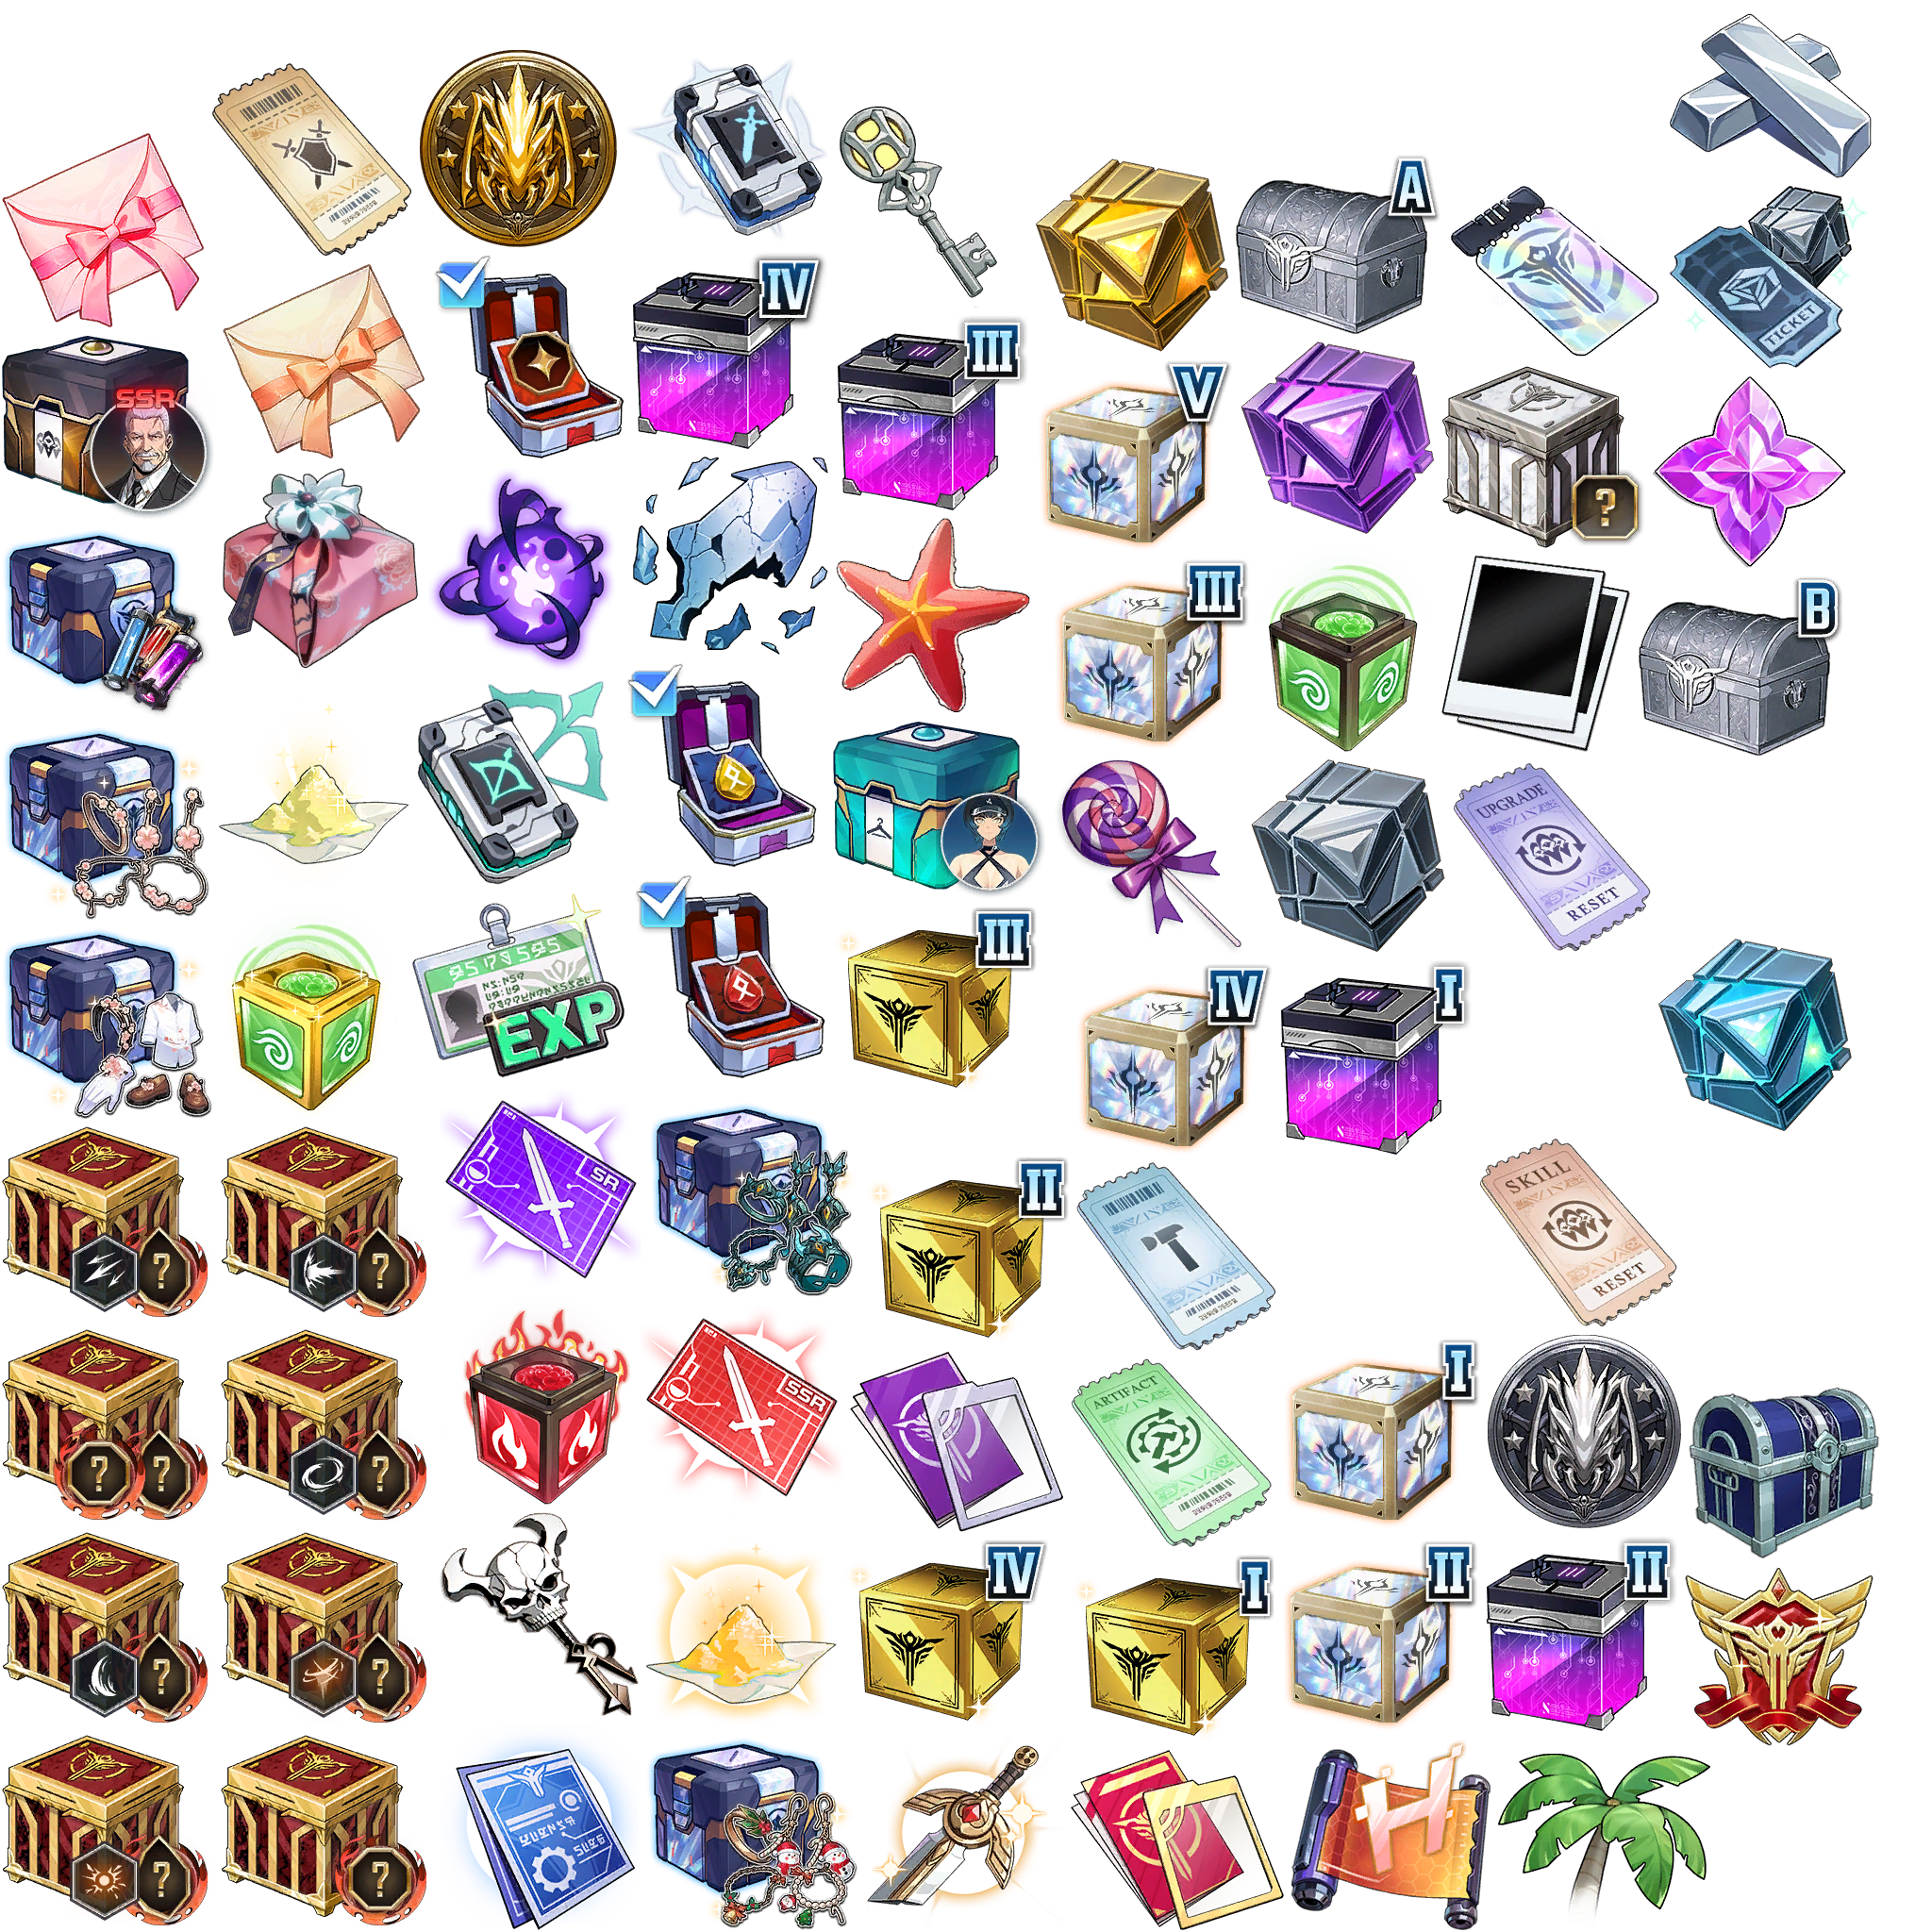 A
IV
TICKET
III
SSR
V
?
III
B
UPGRADE
RESET
III
EXP
IV
I
SR
II
T
SKILL
RESET
?
?
SSR
I
ARTIFACT
?
?
?
IV
I
II
II
?
?
?
?